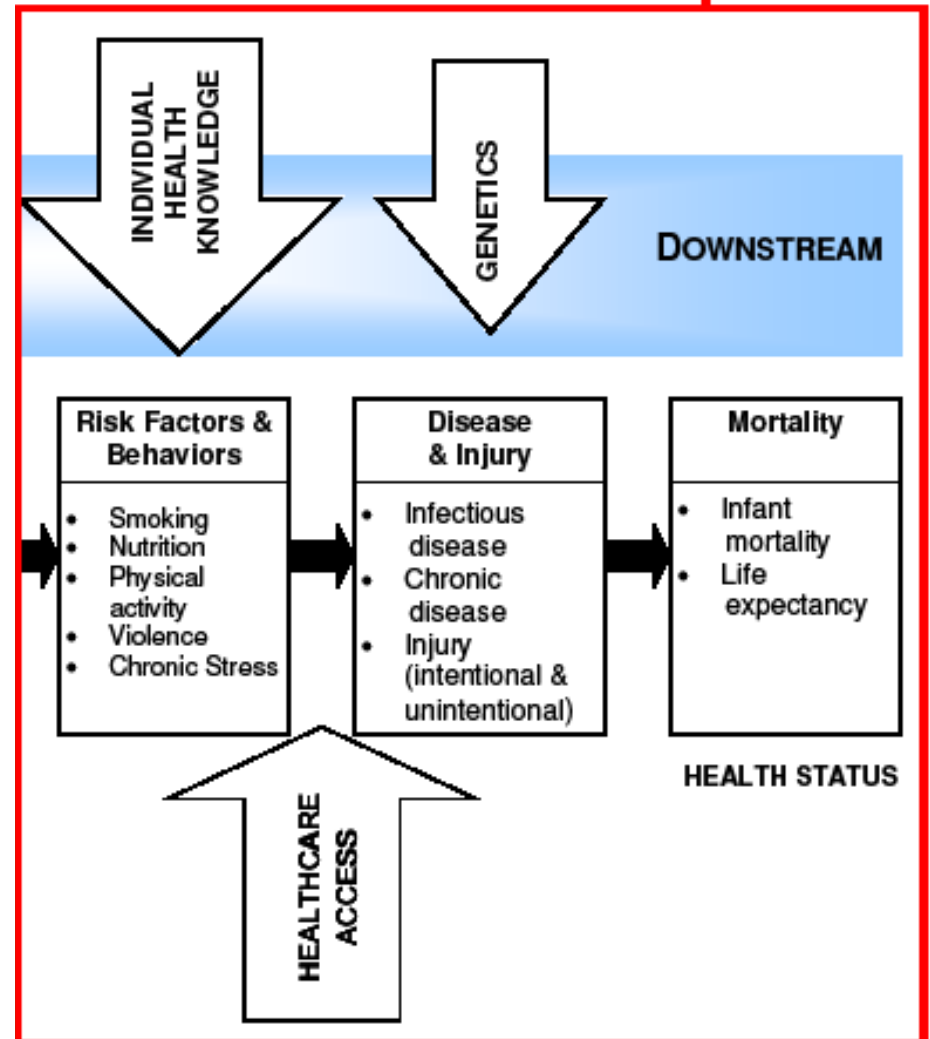 INDIVIDUAL
HEALTH
KNOWLEDGE
GENETICS
DOWNSTREAM
Risk Factors &
Behaviors
• Smoking
• Nutrition
• Physical
activity
• Violence
• Chronic Stress
Disease
& Injury
• Infectious
disease
• Chronic
disease
• Injury
(intentional &
unintentional)
Mortality
• Infant
mortality
• Life
expectancy
HEALTH STATUS
HEALTHCARE
ACCESS